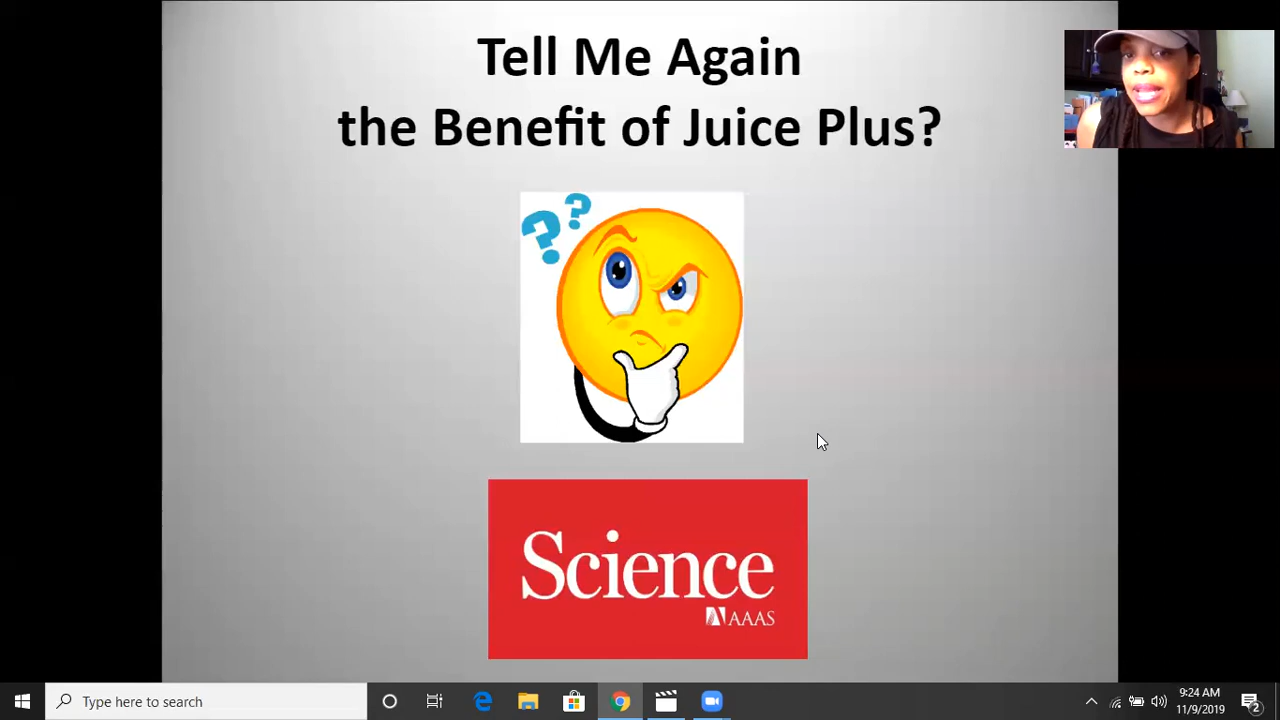 Tell Me Again
the Benefit of Juice Plus?
? ?
Science
AAAS
Type here to search
9:24 AM
11/9/2019
2